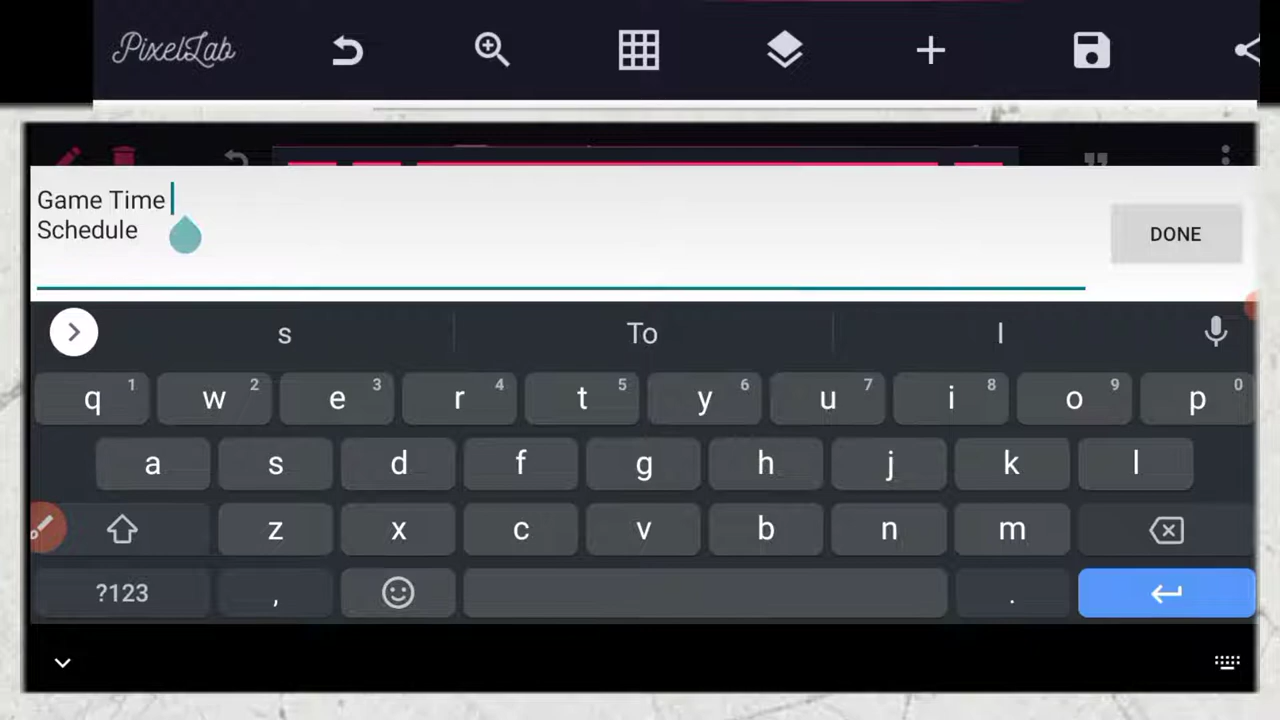 PixelLab
Game Time
Schedule
DONE
s To I
q 1 w 2 e 3 r 4 t 5 y 6 u 7 i 8 o 9 p 0
a s d f g h j k l
z x c v b n m
?123 , .